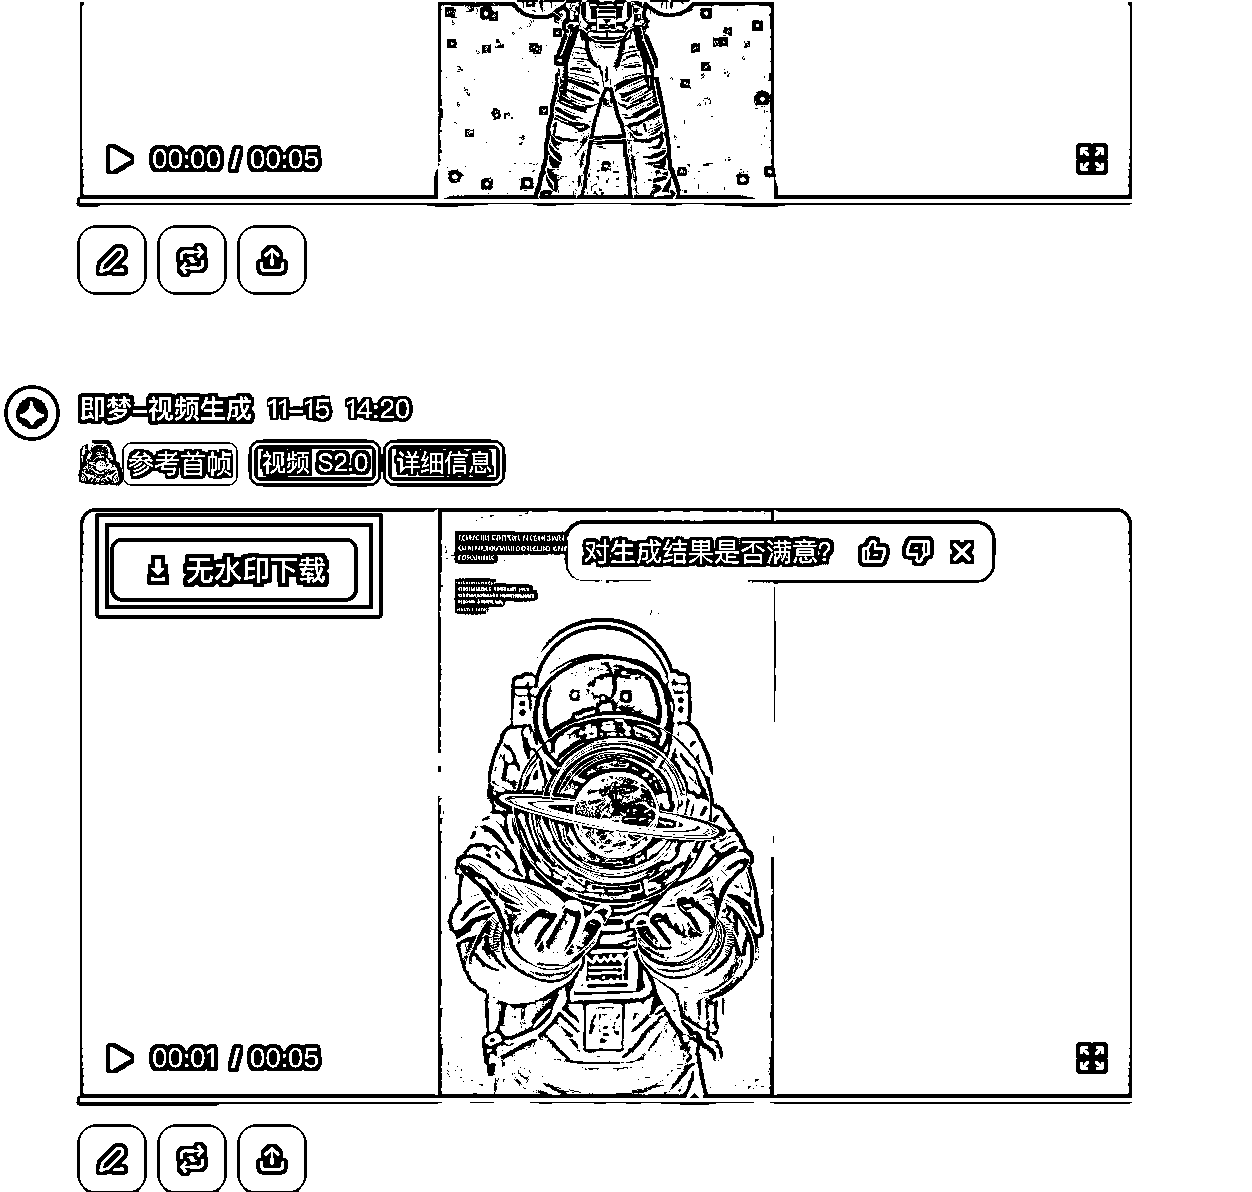 00:00 / 00:05
即梦-视频生成 11-15 14:20
参考首帧 视频 S2.0 详细信息
无水印下载
对生成结果是否满意?
00:01 / 00:05